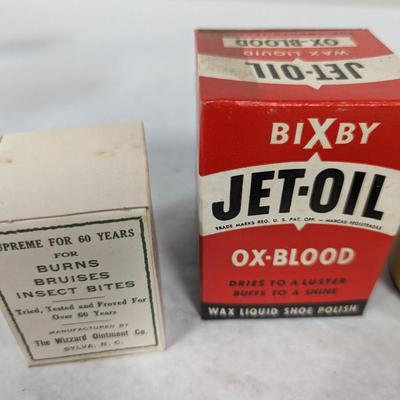 UPREME FOR 60 YEARS
FOR
BURNS
BRUISES
INSECT BITES
Tried, Tested and Proved For
Over 60 Years
MANUFACTURED BY
The Wizzard Ointment Co.
SYLVA, N. C.
OX-BLOOD
WAX LIQUID
JET-OIL
BIXBY
JET-OIL
TRADE MARKS REG. U. S. PAT. OFF. — MARCAS REGISTRADAS
OX-BLOOD
DRIES TO A LUSTER
BUFFS TO A SHINE
WAX LIQUID SHOE POLISH